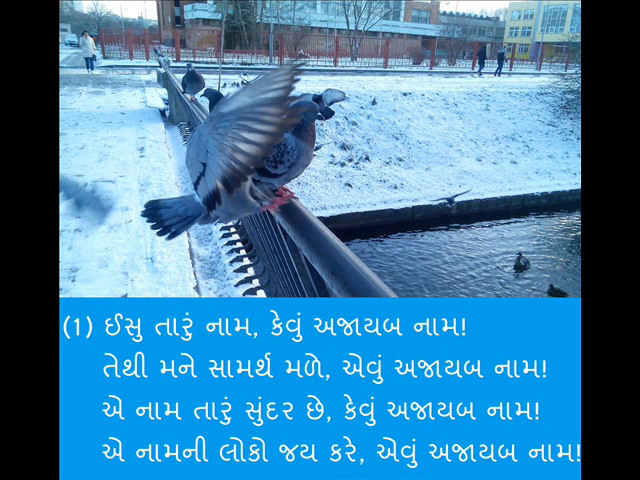 (1) ઈસુ તારું નામ, કેવું અજાયબ નામ!
તેથી મને સામર્થ મળે, એવું અજાયબ નામ!
એ નામ તારું સુંદર છે, કેવું અજાયબ નામ!
એ નામની લોકો જય કરે, એવું અજાયબ નામ!